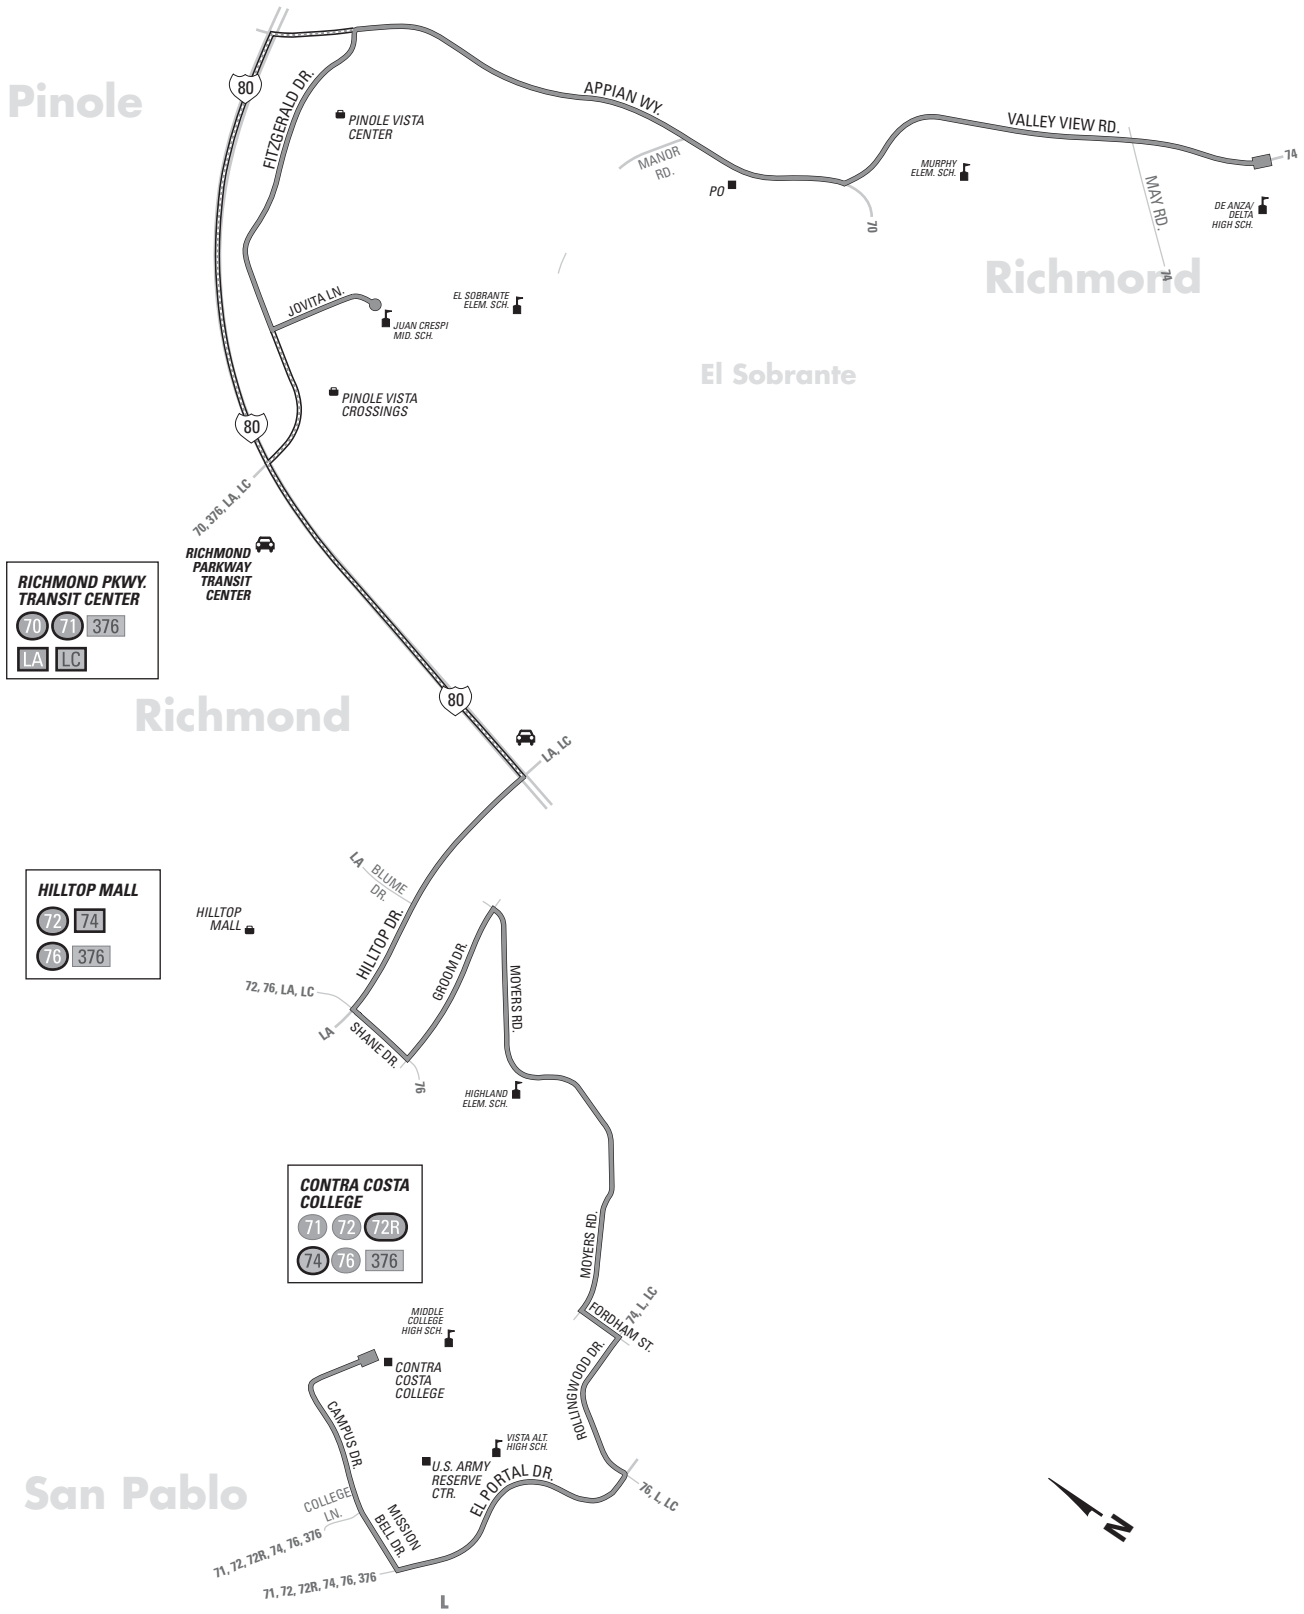 80
Pinole
FITZGERALD DR.
PINOLE VISTA
CENTER
APPIAN WY.
MANOR
RD.
PO
70
VALLEY VIEW RD.
MURPHY
ELEM. SCH.
MAY RD.
74
74
DE ANZA/
DELTA
HIGH SCH.
Richmond
JOVITA LN.
JUAN CRESPI
MID. SCH.
EL SOBRANTE
ELEM. SCH.
El Sobrante
PINOLE VISTA
CROSSINGS
80
70, 376, LA, LC
RICHMOND
PARKWAY
TRANSIT
CENTER
RICHMOND PKWY.
TRANSIT CENTER
70 71 376
LA LC
Richmond
80
LA, LC
LA
BLUME
DR.
HILLTOP MALL
72 74
76 376
HILLTOP
MALL
HILLTOP DR.
GROOM DR.
MOYERS RD.
72, 76, LA, LC
LA
SHANE DR.
76
HIGHLAND
ELEM. SCH.
CONTRA COSTA
COLLEGE
71 72 72R
74 76 376
MOYERS RD.
FORDHAM ST.
74, L, LC
MIDDLE
COLLEGE
HIGH SCH.
CONTRA
COSTA
COLLEGE
ROLLINGWOOD DR.
CAMPUS DR.
VISTA ALT.
HIGH SCH.
U.S. ARMY
RESERVE
CTR.
EL PORTAL DR.
76, L, LC
San Pablo
COLLEGE
LN.
MISSION
BELL DR.
71, 72, 72R, 74, 76, 376
71, 72, 72R, 74, 76, 376
L
N